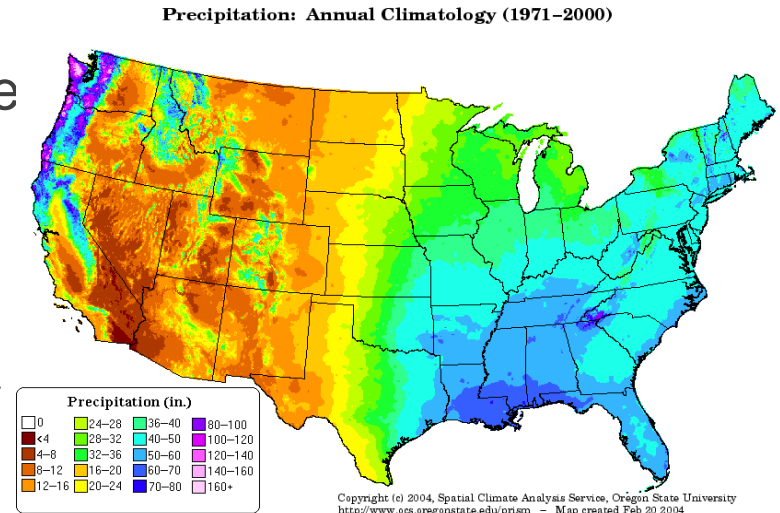 Precipitation: Annual Climatology (1971–2000)
e
Precipitation (in.)
0 24–28 36–40 80–100
<4 28–32 40–50 100–120
4–8 32–36 50–60 120–140
8–12 16–20 60–70 140–160
12–16 20–24 70–80 160+
Copyright (c) 2004, Spatial Climate Analysis Service, Oregon State University
http://www.ocs.oregonstate.edu/prism – Map created Feb 20 2004